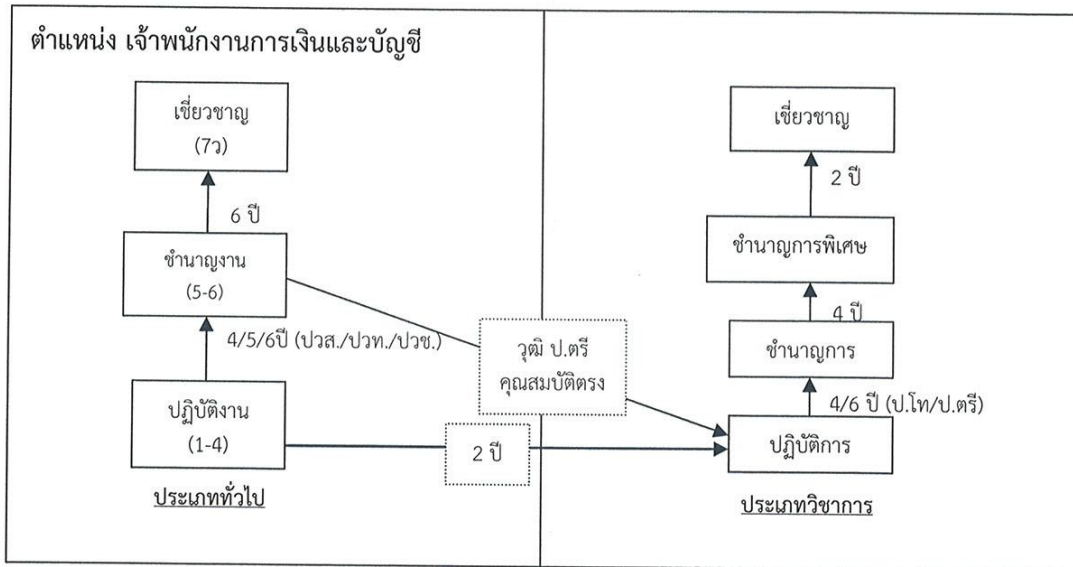 ตำแหน่ง เจ้าพนักงานการเงินและบัญชี
เชี่ยวชาญ
(7ว)
6 ปี
ชำนาญงาน
(5-6)
4/5/6ปี (ปวส./ปวท./ปวช.)
ปฏิบัติงาน
(1-4)
ประเภททั่วไป
วุฒิ ป.ตรี
คุณสมบัติตรง
2 ปี
เชี่ยวชาญ
2 ปี
ชำนาญการพิเศษ
4 ปี
ชำนาญการ
4/6 ปี (ป.โท/ป.ตรี)
ปฏิบัติการ
ประเภทวิชาการ